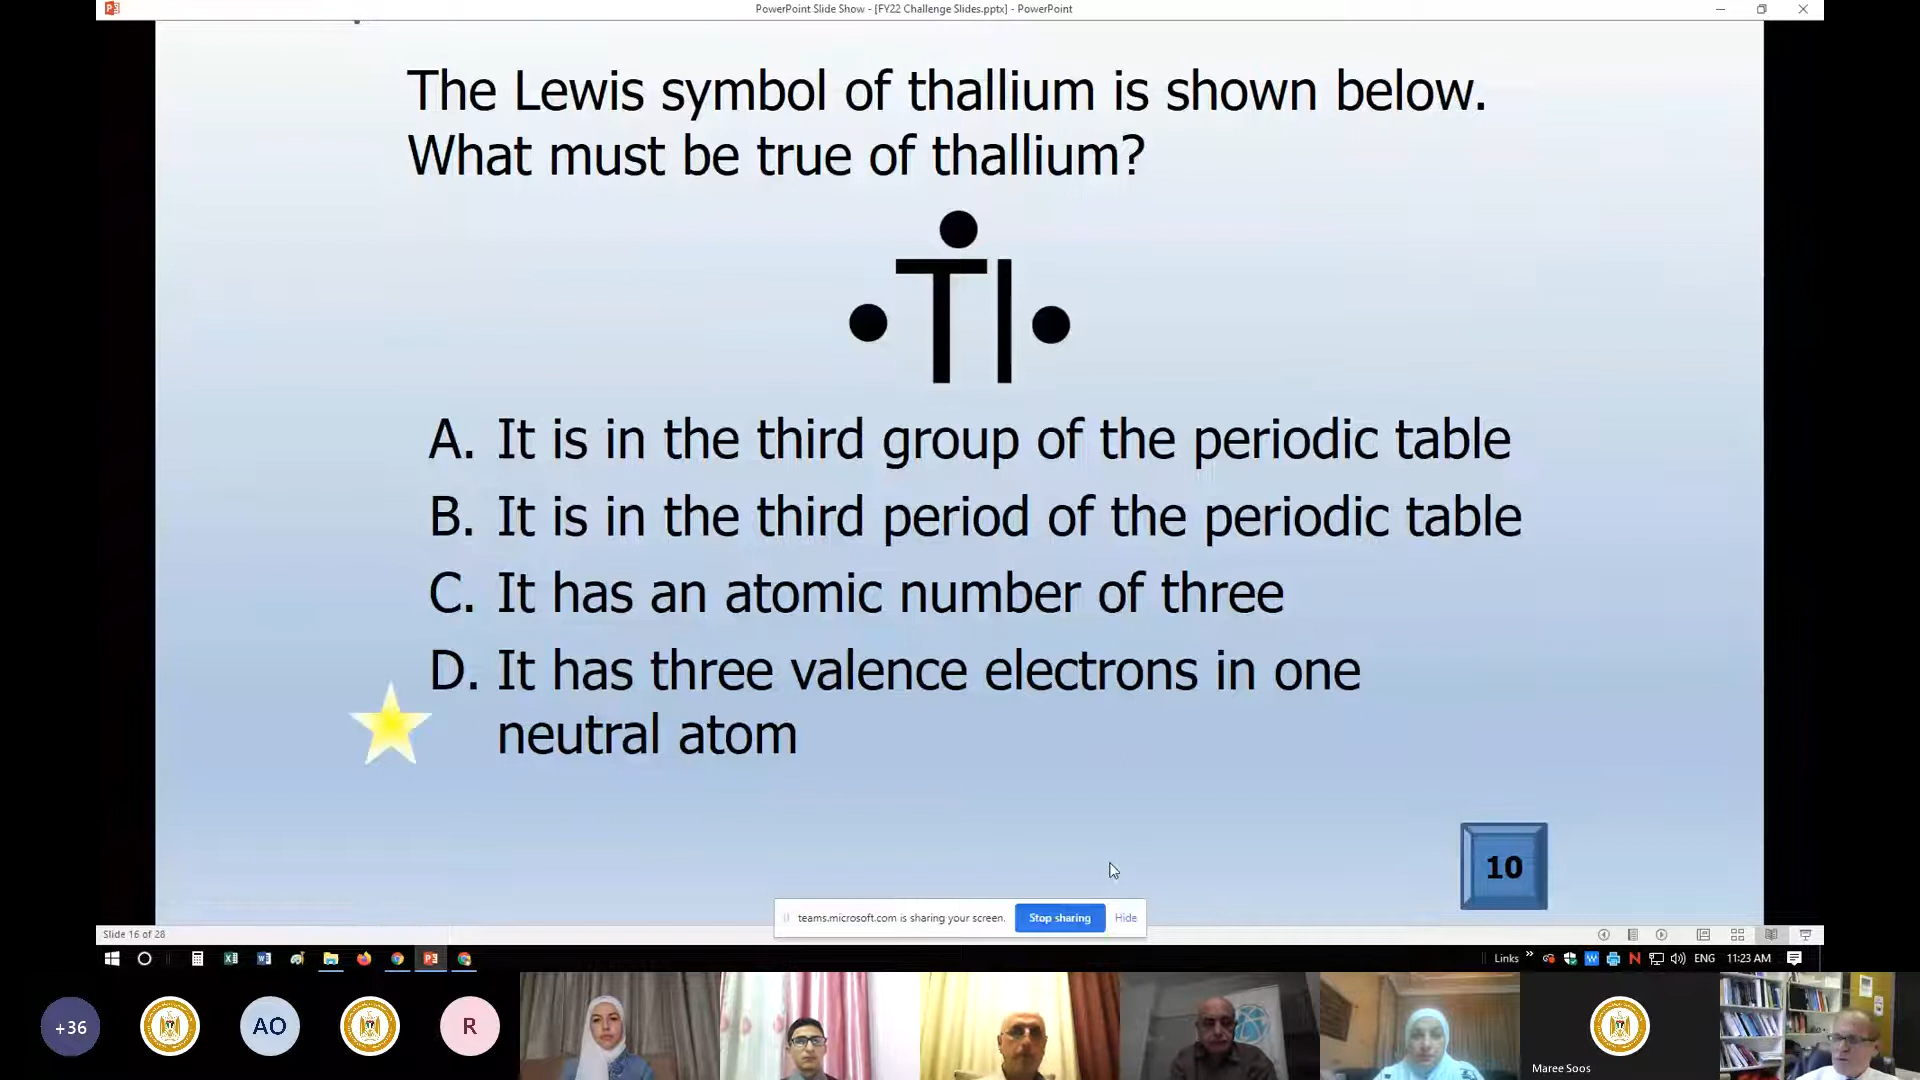 PowerPoint Slide Show - [FY22 Challenge Slides.pptx] - PowerPoint
The Lewis symbol of thallium is shown below.
What must be true of thallium?
Tl
A. It is in the third group of the periodic table
B. It is in the third period of the periodic table
C. It has an atomic number of three
D. It has three valence electrons in one
neutral atom
10
teams.microsoft.com is sharing your screen.
Stop sharing
Hide
Slide 16 of 28
Links
ENG
11:23 AM
+36
AO
R
Maree Soos